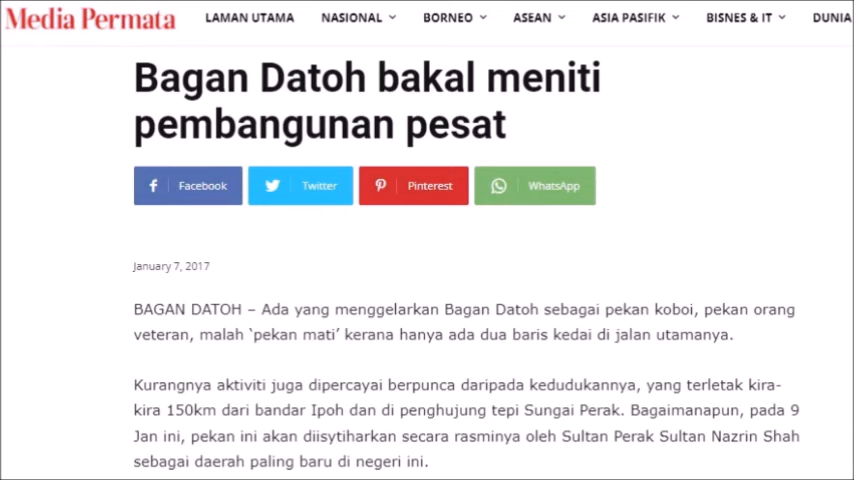 Media Permata LAMAN UTAMA NASIONAL BORNEO ASEAN ASIA PASIFIK BISNES & IT DUNIA
Bagan Datoh bakal meniti
pembangunan pesat
Facebook Twitter Pinterest WhatsApp
January 7, 2017
BAGAN DATOH – Ada yang menggelarkan Bagan Datoh sebagai pekan koboi, pekan orang
veteran, malah ‘pekan mati’ kerana hanya ada dua baris kedai di jalan utamanya.
Kurangnya aktiviti juga dipercayai berpunca daripada kedudukannya, yang terletak kira-
kira 150km dari bandar Ipoh dan di penghujung tepi Sungai Perak. Bagaimanapun, pada 9
Jan ini, pekan ini akan diisytiharkan secara rasminya oleh Sultan Perak Sultan Nazrin Shah
sebagai daerah paling baru di negeri ini.